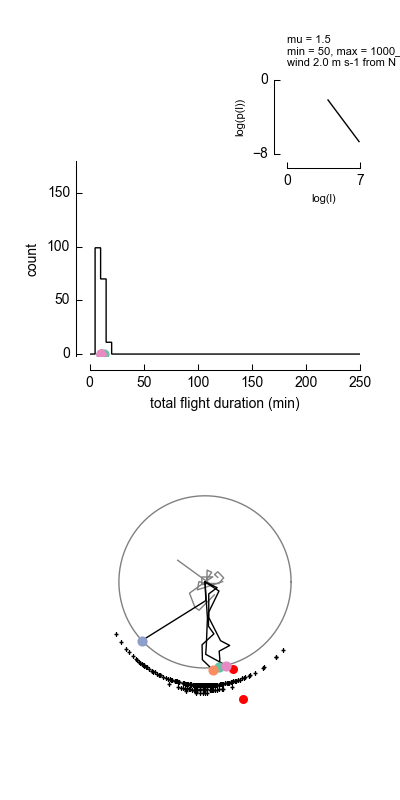 mu = 1.5
min = 50, max = 1000_
wind 2.0 m s-1 from N
0
log(p(l))
−8
0 7
log(l)
150
100
count
50
0
0 50 100 150 200 250
total flight duration (min)